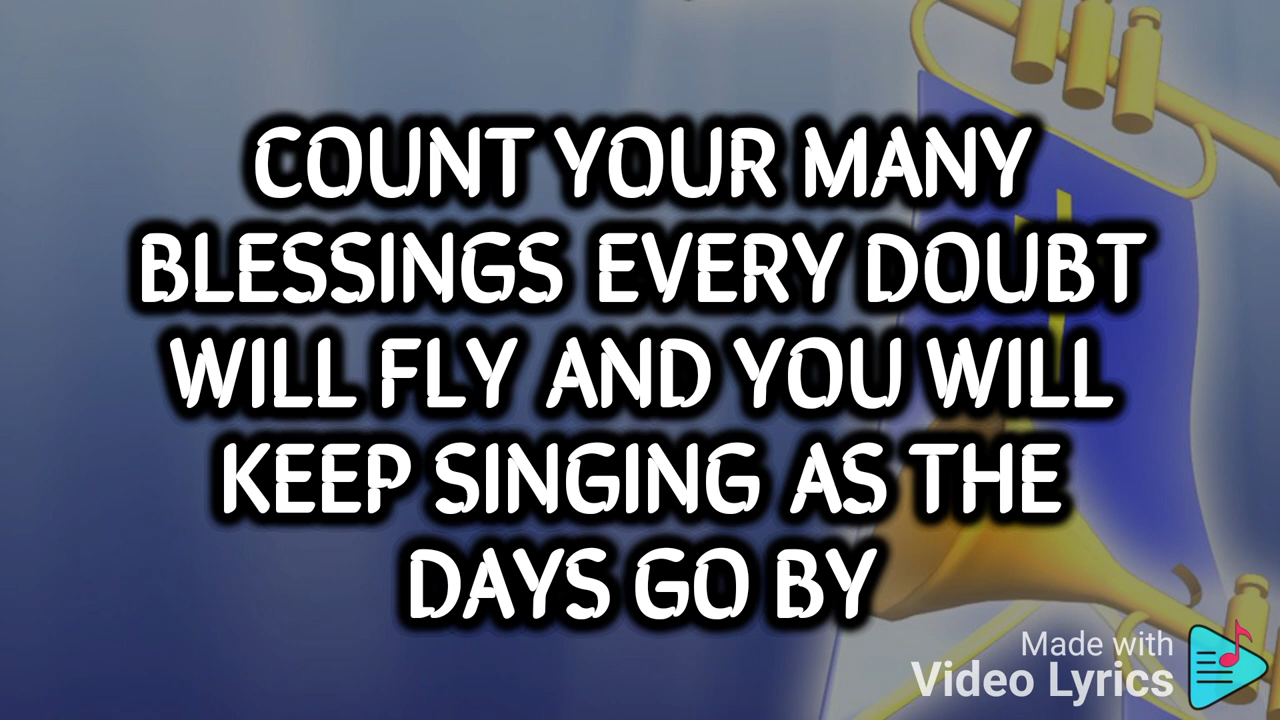 COUNT YOUR MANY
BLESSINGS EVERY DOUBT
WILL FLY AND YOU WILL
KEEP SINGING AS THE
DAYS GO BY
Made with
Video Lyrics